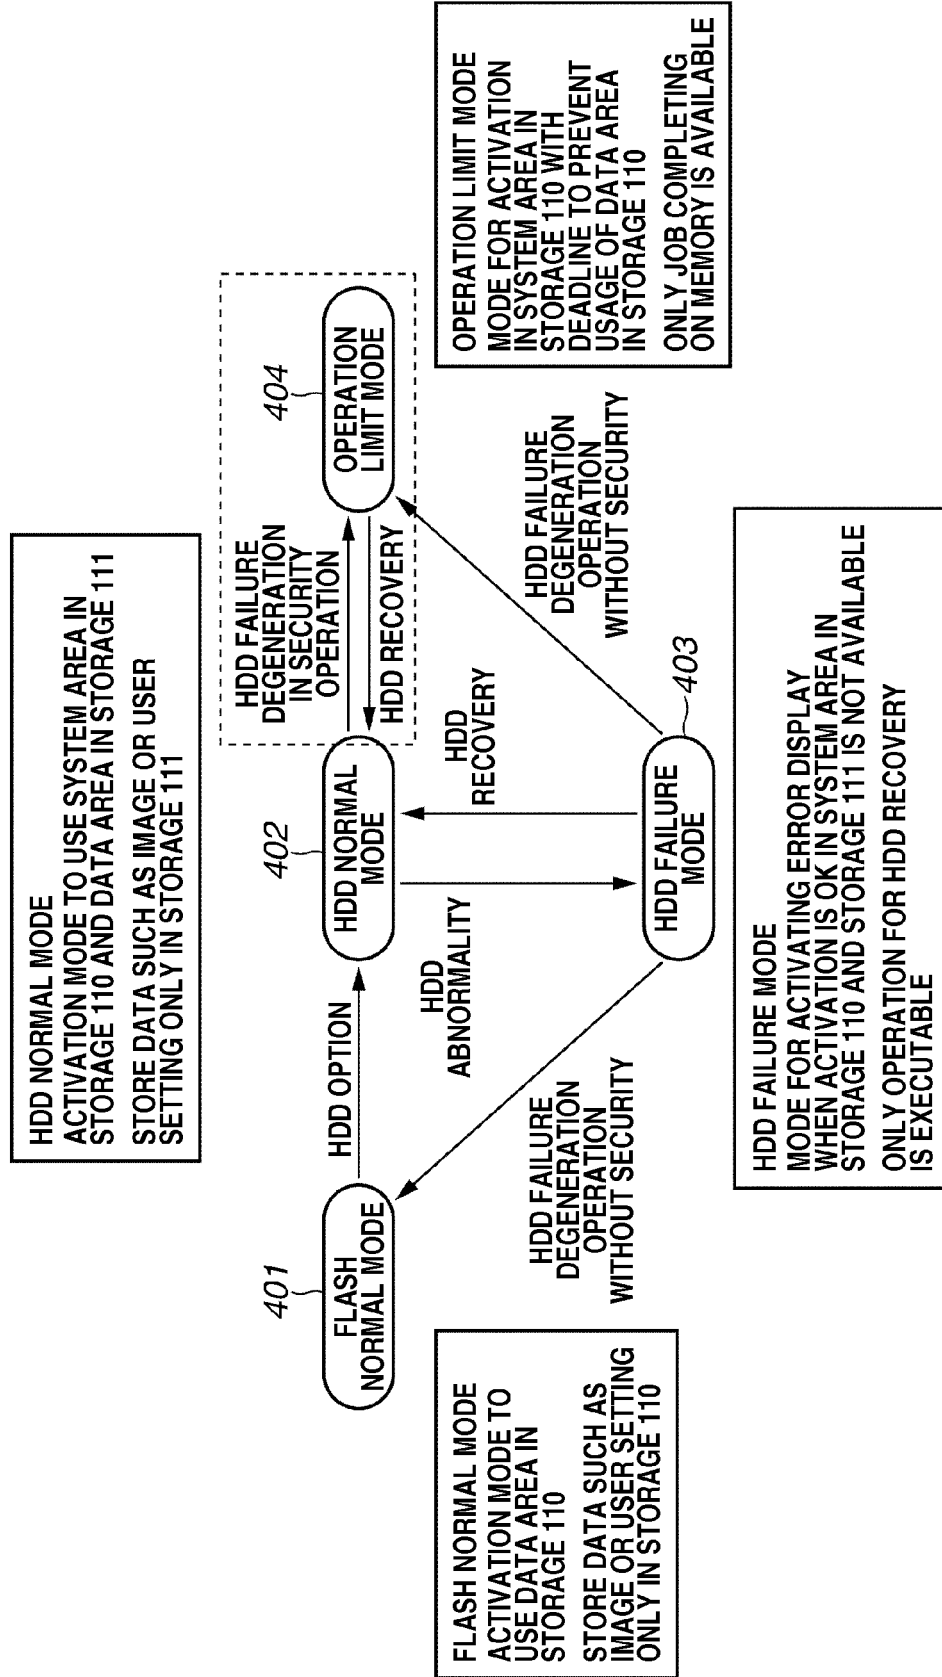 HDD NORMAL MODE
ACTIVATION MODE TO USE SYSTEM AREA IN
STORAGE 110 AND DATA AREA IN STORAGE 111
STORE DATA SUCH AS IMAGE OR USER
SETTING ONLY IN STORAGE 111
401
FLASH
NORMAL MODE
HDD OPTION
402
HDD NORMAL
MODE
HDD FAILURE
DEGENERATION
IN SECURITY
OPERATION
HDD RECOVERY
404
OPERATION
LIMIT MODE
HDD
ABNORMALITY
HDD
RECOVERY
HDD FAILURE
DEGENERATION
OPERATION
WITHOUT SECURITY
HDD FAILURE
DEGENERATION
OPERATION
WITHOUT SECURITY
403
HDD FAILURE
MODE
FLASH NORMAL MODE
ACTIVATION MODE TO
USE DATA AREA IN
STORAGE 110
STORE DATA SUCH AS
IMAGE OR USER SETTING
ONLY IN STORAGE 110
OPERATION LIMIT MODE
MODE FOR ACTIVATION
IN SYSTEM AREA IN
STORAGE 110 WITH
DEADLINE TO PREVENT
USAGE OF DATA AREA
IN STORAGE 110
ONLY JOB COMPLETING
ON MEMORY IS AVAILABLE
HDD FAILURE MODE
MODE FOR ACTIVATING ERROR DISPLAY
WHEN ACTIVATION IS OK IN SYSTEM AREA IN
STORAGE 110 AND STORAGE 111 IS NOT AVAILABLE
ONLY OPERATION FOR HDD RECOVERY
IS EXECUTABLE